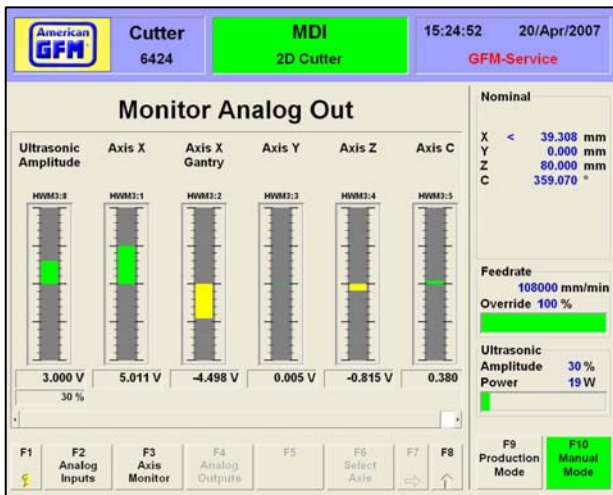 American
GFM
Cutter
6424
MDI
2D Cutter
15:24:52 20/Apr/2007
GFM-Service
Monitor Analog Out
Ultrasonic Amplitude
Axis X
Axis X Gantry
Axis Y
Axis Z
Axis C
HWM3:8 HWM3:1 HWM3:2 HWM3:3 HWM3:4 HWM3:5
3.000 V 5.011 V -4.498 V 0.005 V -0.815 V 0.380
30 %
Nominal
X < 39.308 mm
Y 0.000 mm
Z 80.000 mm
C 359.070 °
Feedrate
108000 mm/min
Override 100 %
Ultrasonic
Amplitude 30 %
Power 19 W
F1
F2 Analog Inputs
F3 Axis Monitor
F4 Analog Outputs
F5
F6 Select Axis
F7
F8
F9 Production Mode
F10 Manual Mode